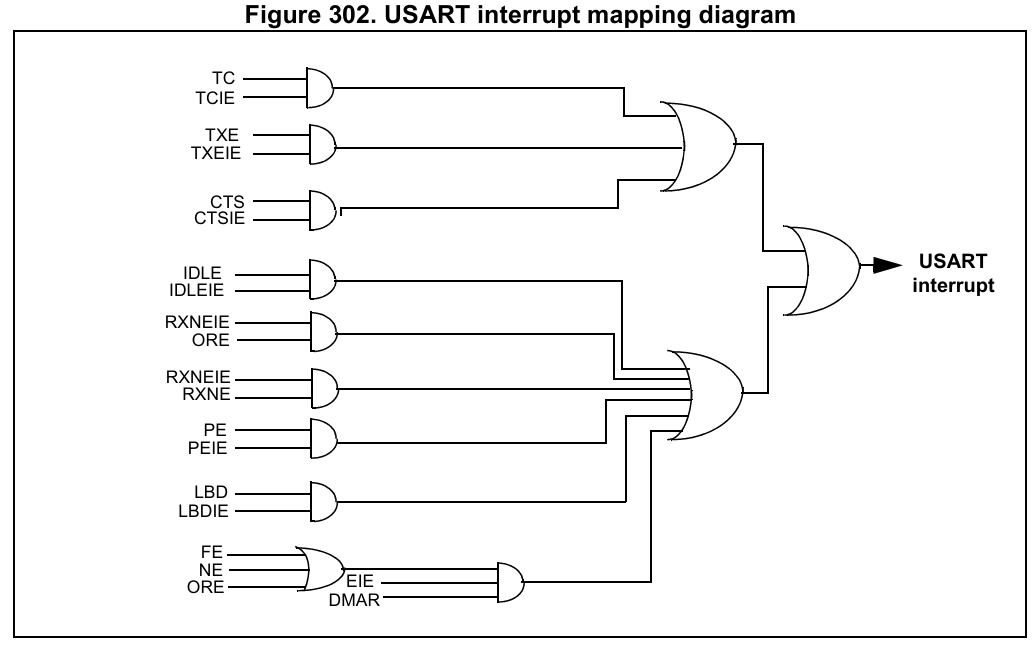 Figure 302. USART interrupt mapping diagram
TC
TCIE
TXE
TXEIE
CTS
CTSIE
IDLE
IDLEIE
RXNEIE
ORE
RXNEIE
RXNE
PE
PEIE
LBD
LBDIE
FE
NE
ORE
EIE
DMAR
USART
interrupt